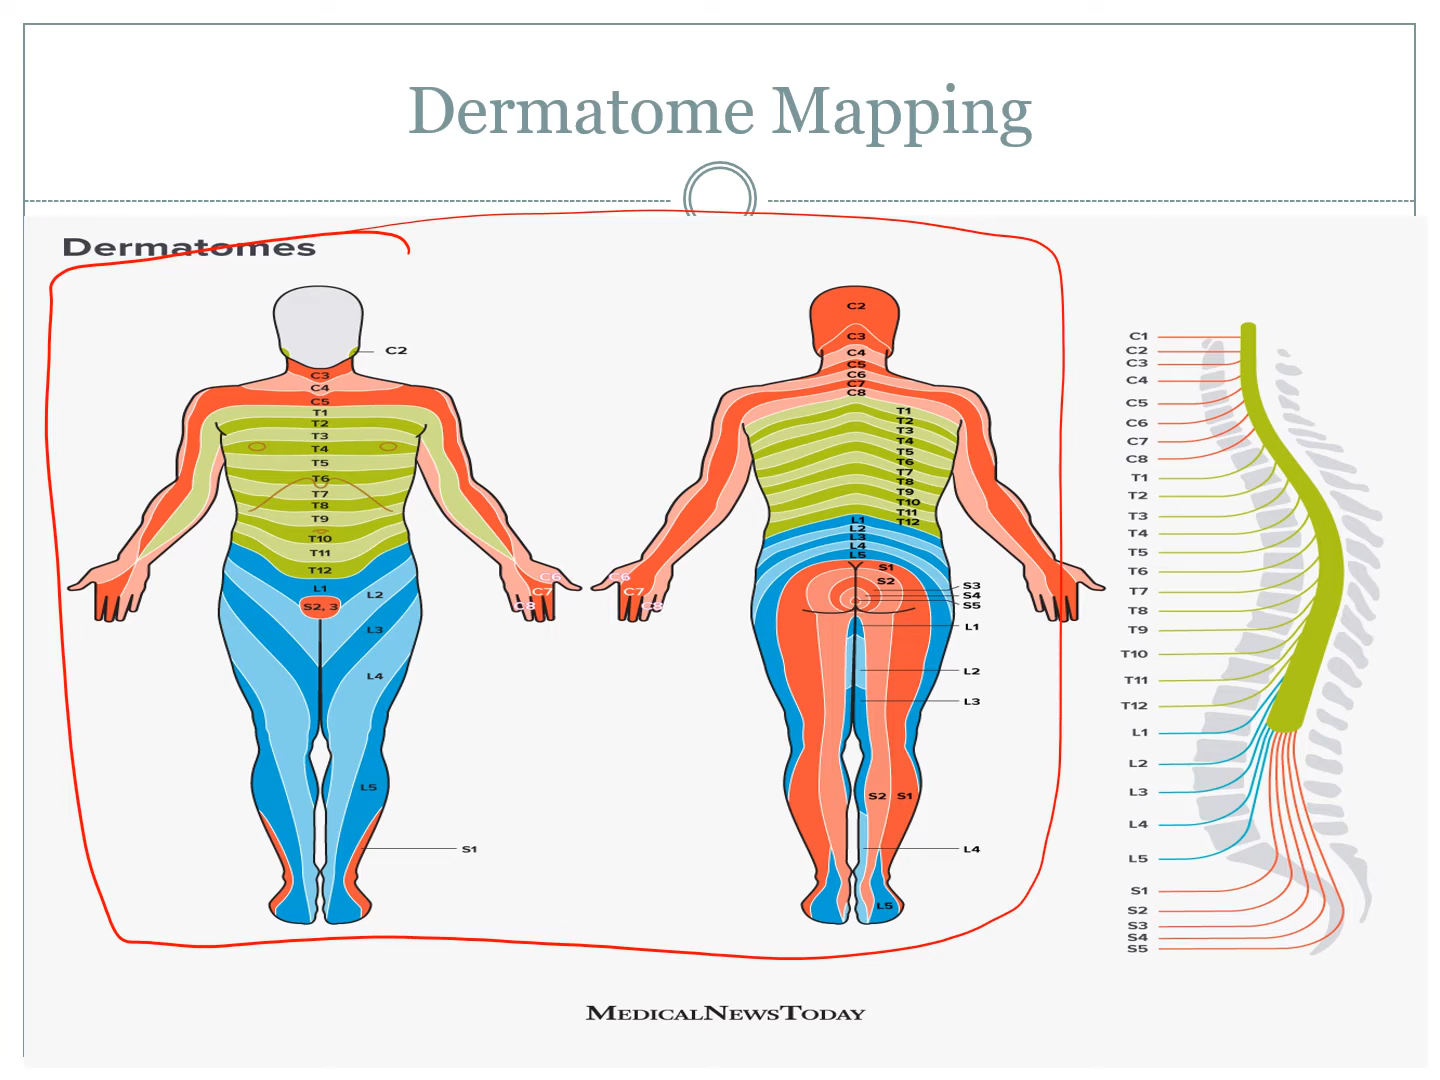 Dermatome Mapping
Dermatomes
C2
C3
C4
C5
T1
T2
T3
T4
T5
T6
T7
T8
T9
T10
T11
T12
L1
L2
S2, 3
L3
L4
L5
S1
C6
C7
C8
C2
C3
C4
C5
C6
C7
C8
T1
T2
T3
T4
T5
T6
T7
T8
T9
T10
T11
T12
L1
L2
L3
L4
L5
S1
S2
S3
S4
S5
C6
C7
C8
L1
L2
L3
S2 S1
L4
L5
C1
C2
C3
C4
C5
C6
C7
C8
T1
T2
T3
T4
T5
T6
T7
T8
T9
T10
T11
T12
L1
L2
L3
L4
L5
S1
S2
S3
S4
S5
MEDICALNEWSTODAY